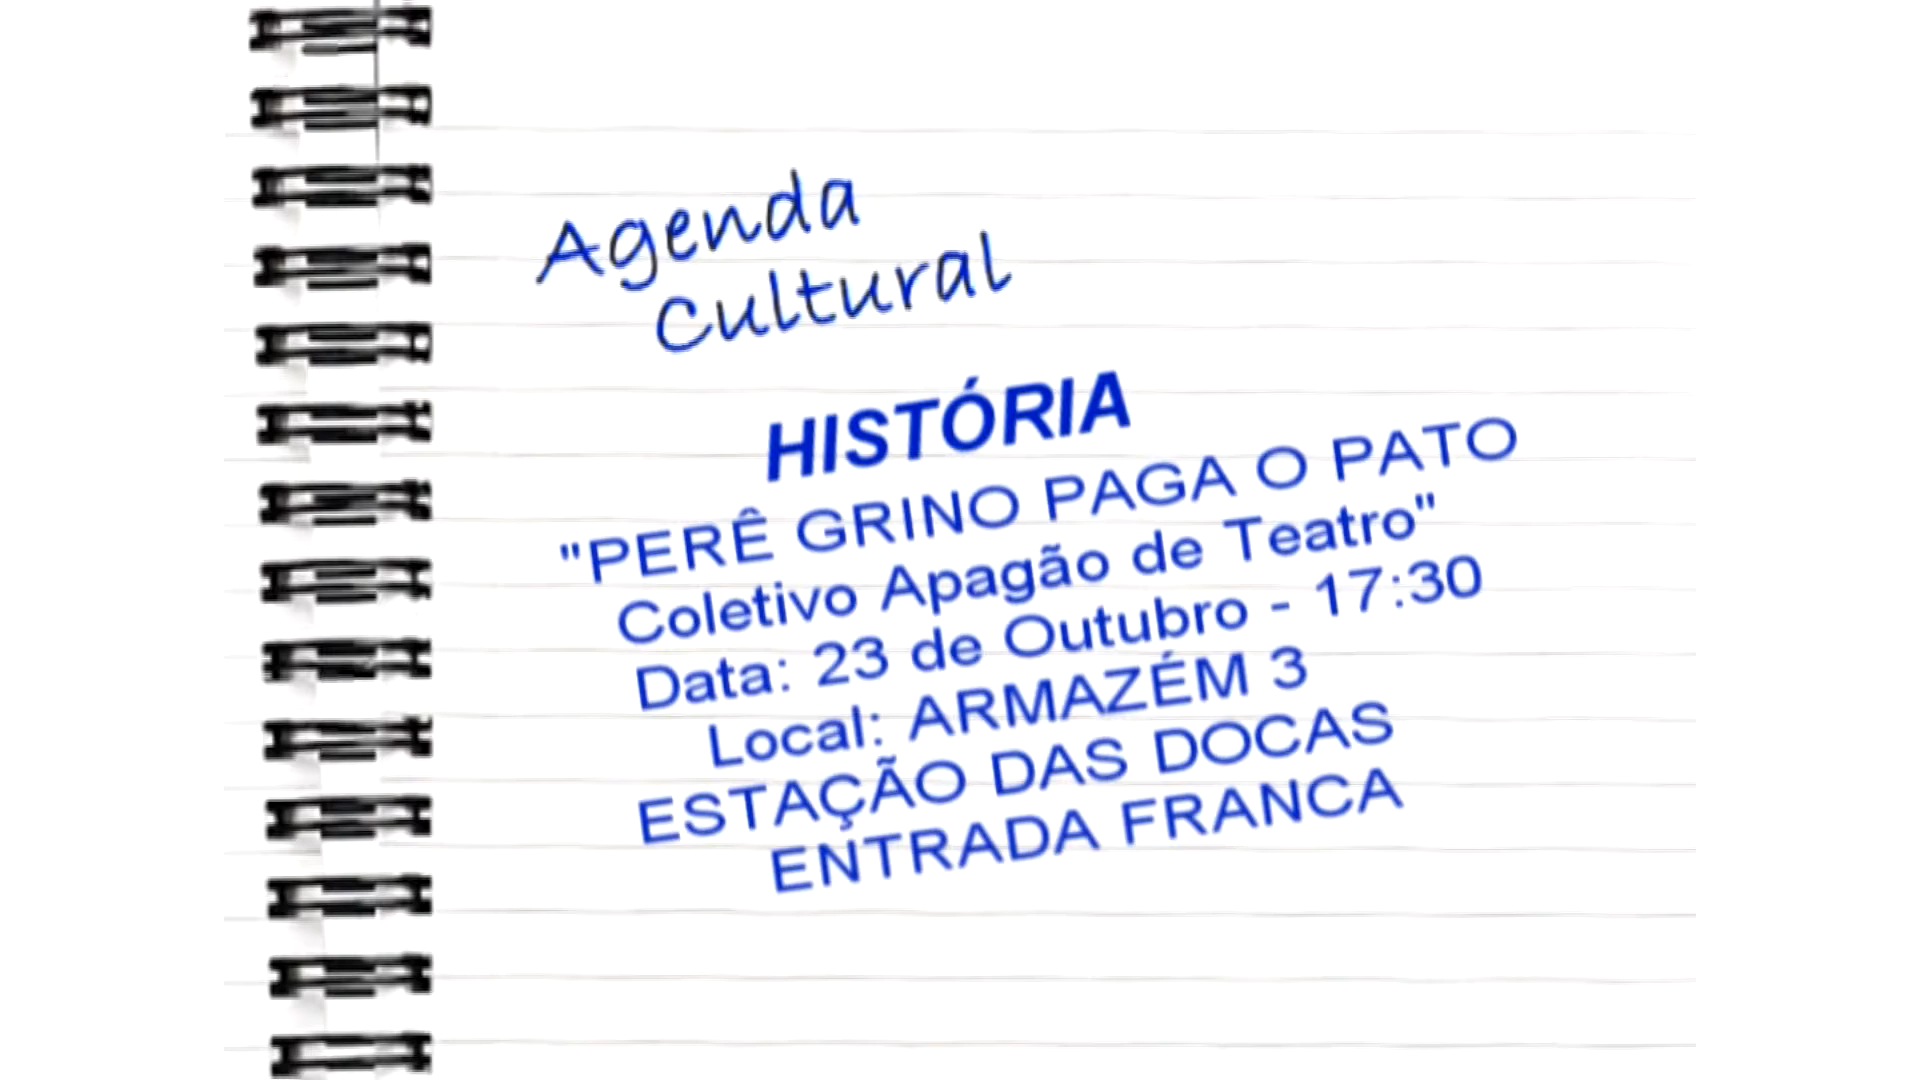 Agenda
Cultural
HISTÓRIA
"PERÊ GRINO PAGA O PATO
Coletivo Apagão de Teatro"
Data: 23 de Outubro - 17:30
Local: ARMAZÉM 3
ESTAÇÃO DAS DOCAS
ENTRADA FRANCA